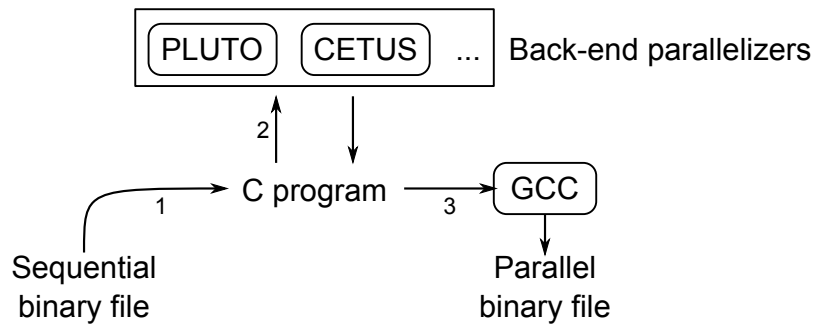 PLUTO CETUS ... Back-end parallelizers
2
C program GCC
1 3
Sequential
binary file
Parallel
binary file